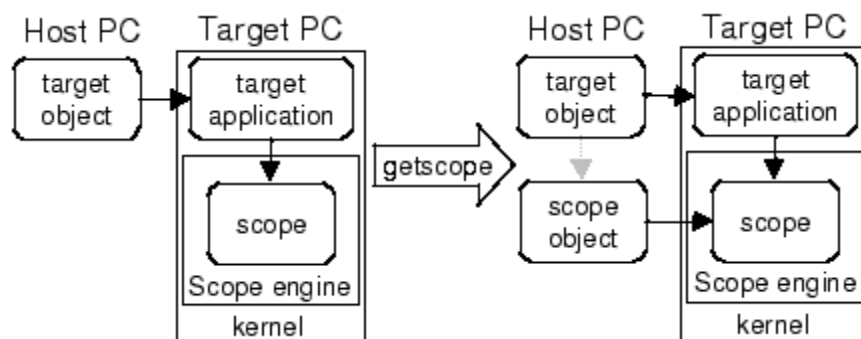 Host PC
Target PC
target
object
target
application
scope
Scope engine
kernel
getscope
Host PC
Target PC
target
object
target
application
scope
object
scope
Scope engine
kernel